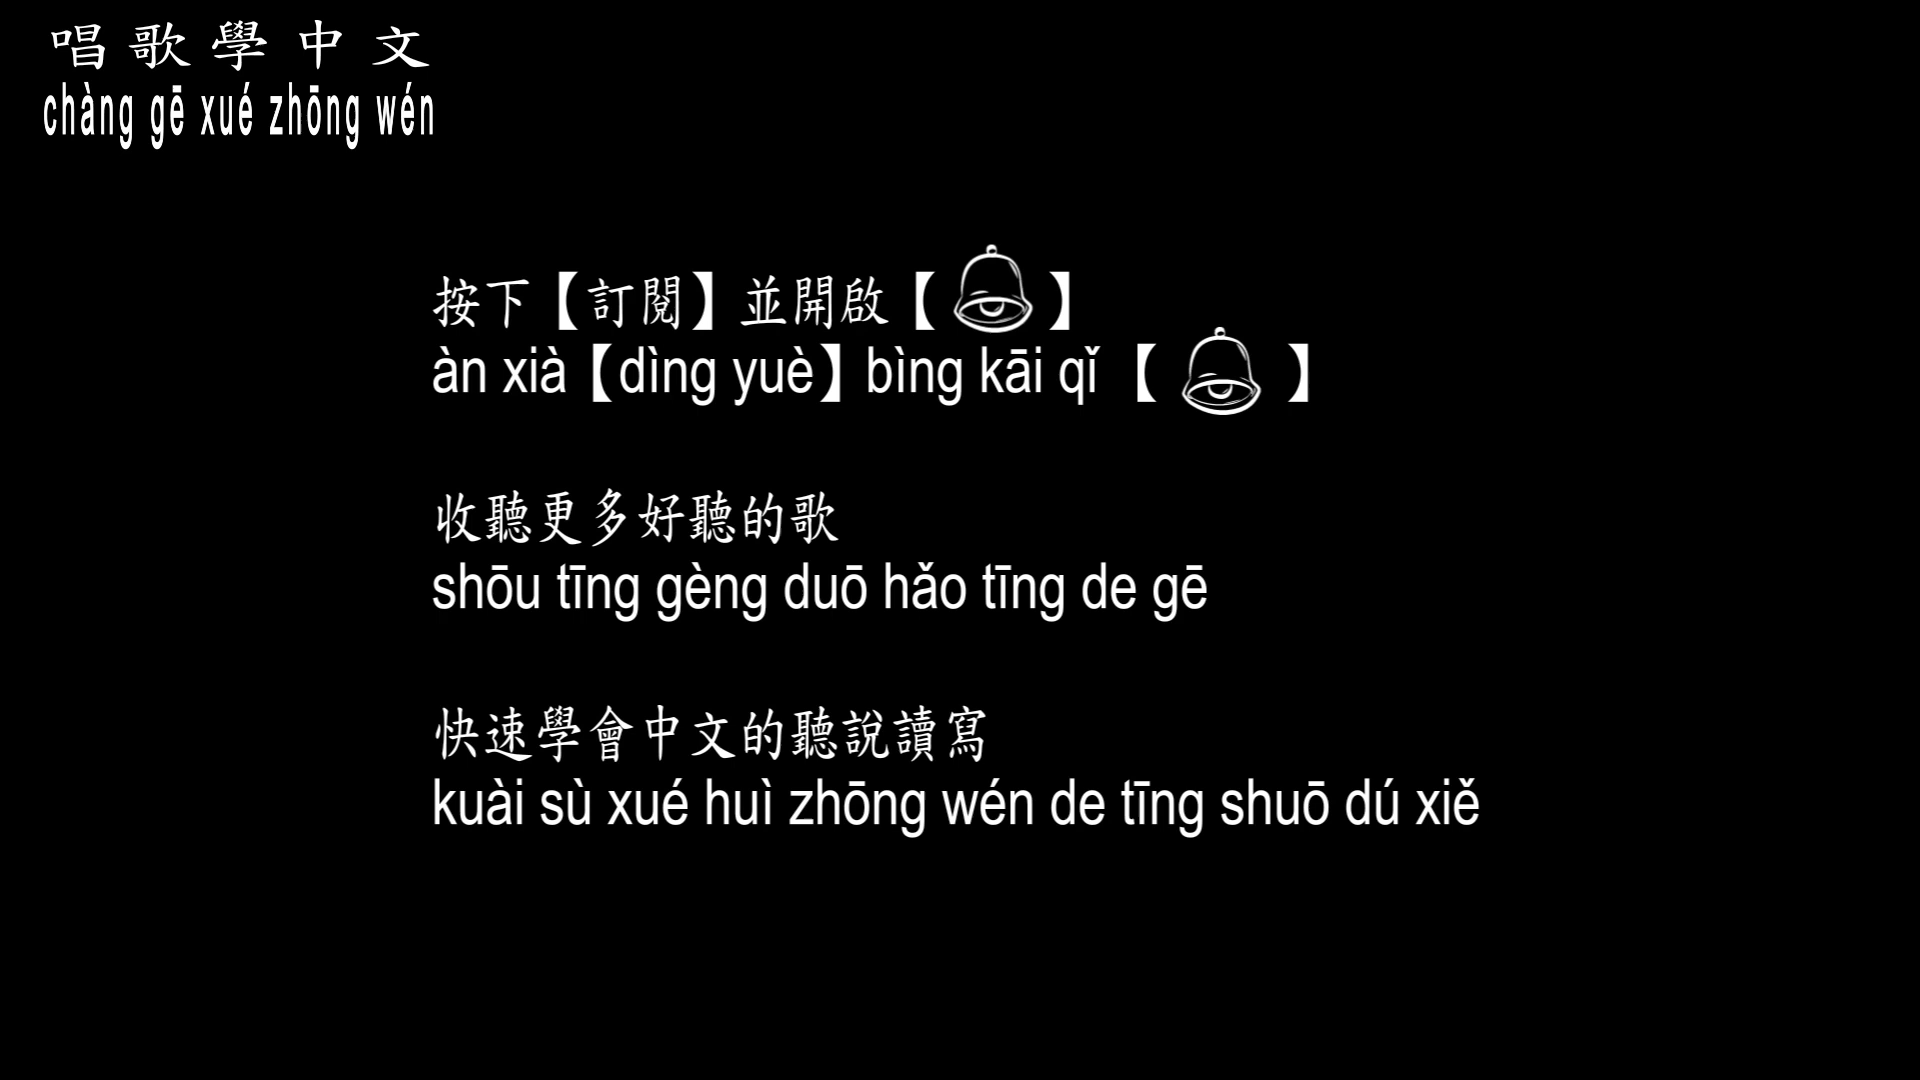 唱歌學中文
chàng gē xué zhōng wén
按下【訂閱】並開啟【】
àn xià【dìng yuè】bìng kāi qǐ【】
收聽更多好聽的歌
shōu tīng gèng duō hǎo tīng de gē
快速學會中文的聽說讀寫
kuài sù xué huì zhōng wén de tīng shuō dú xiě